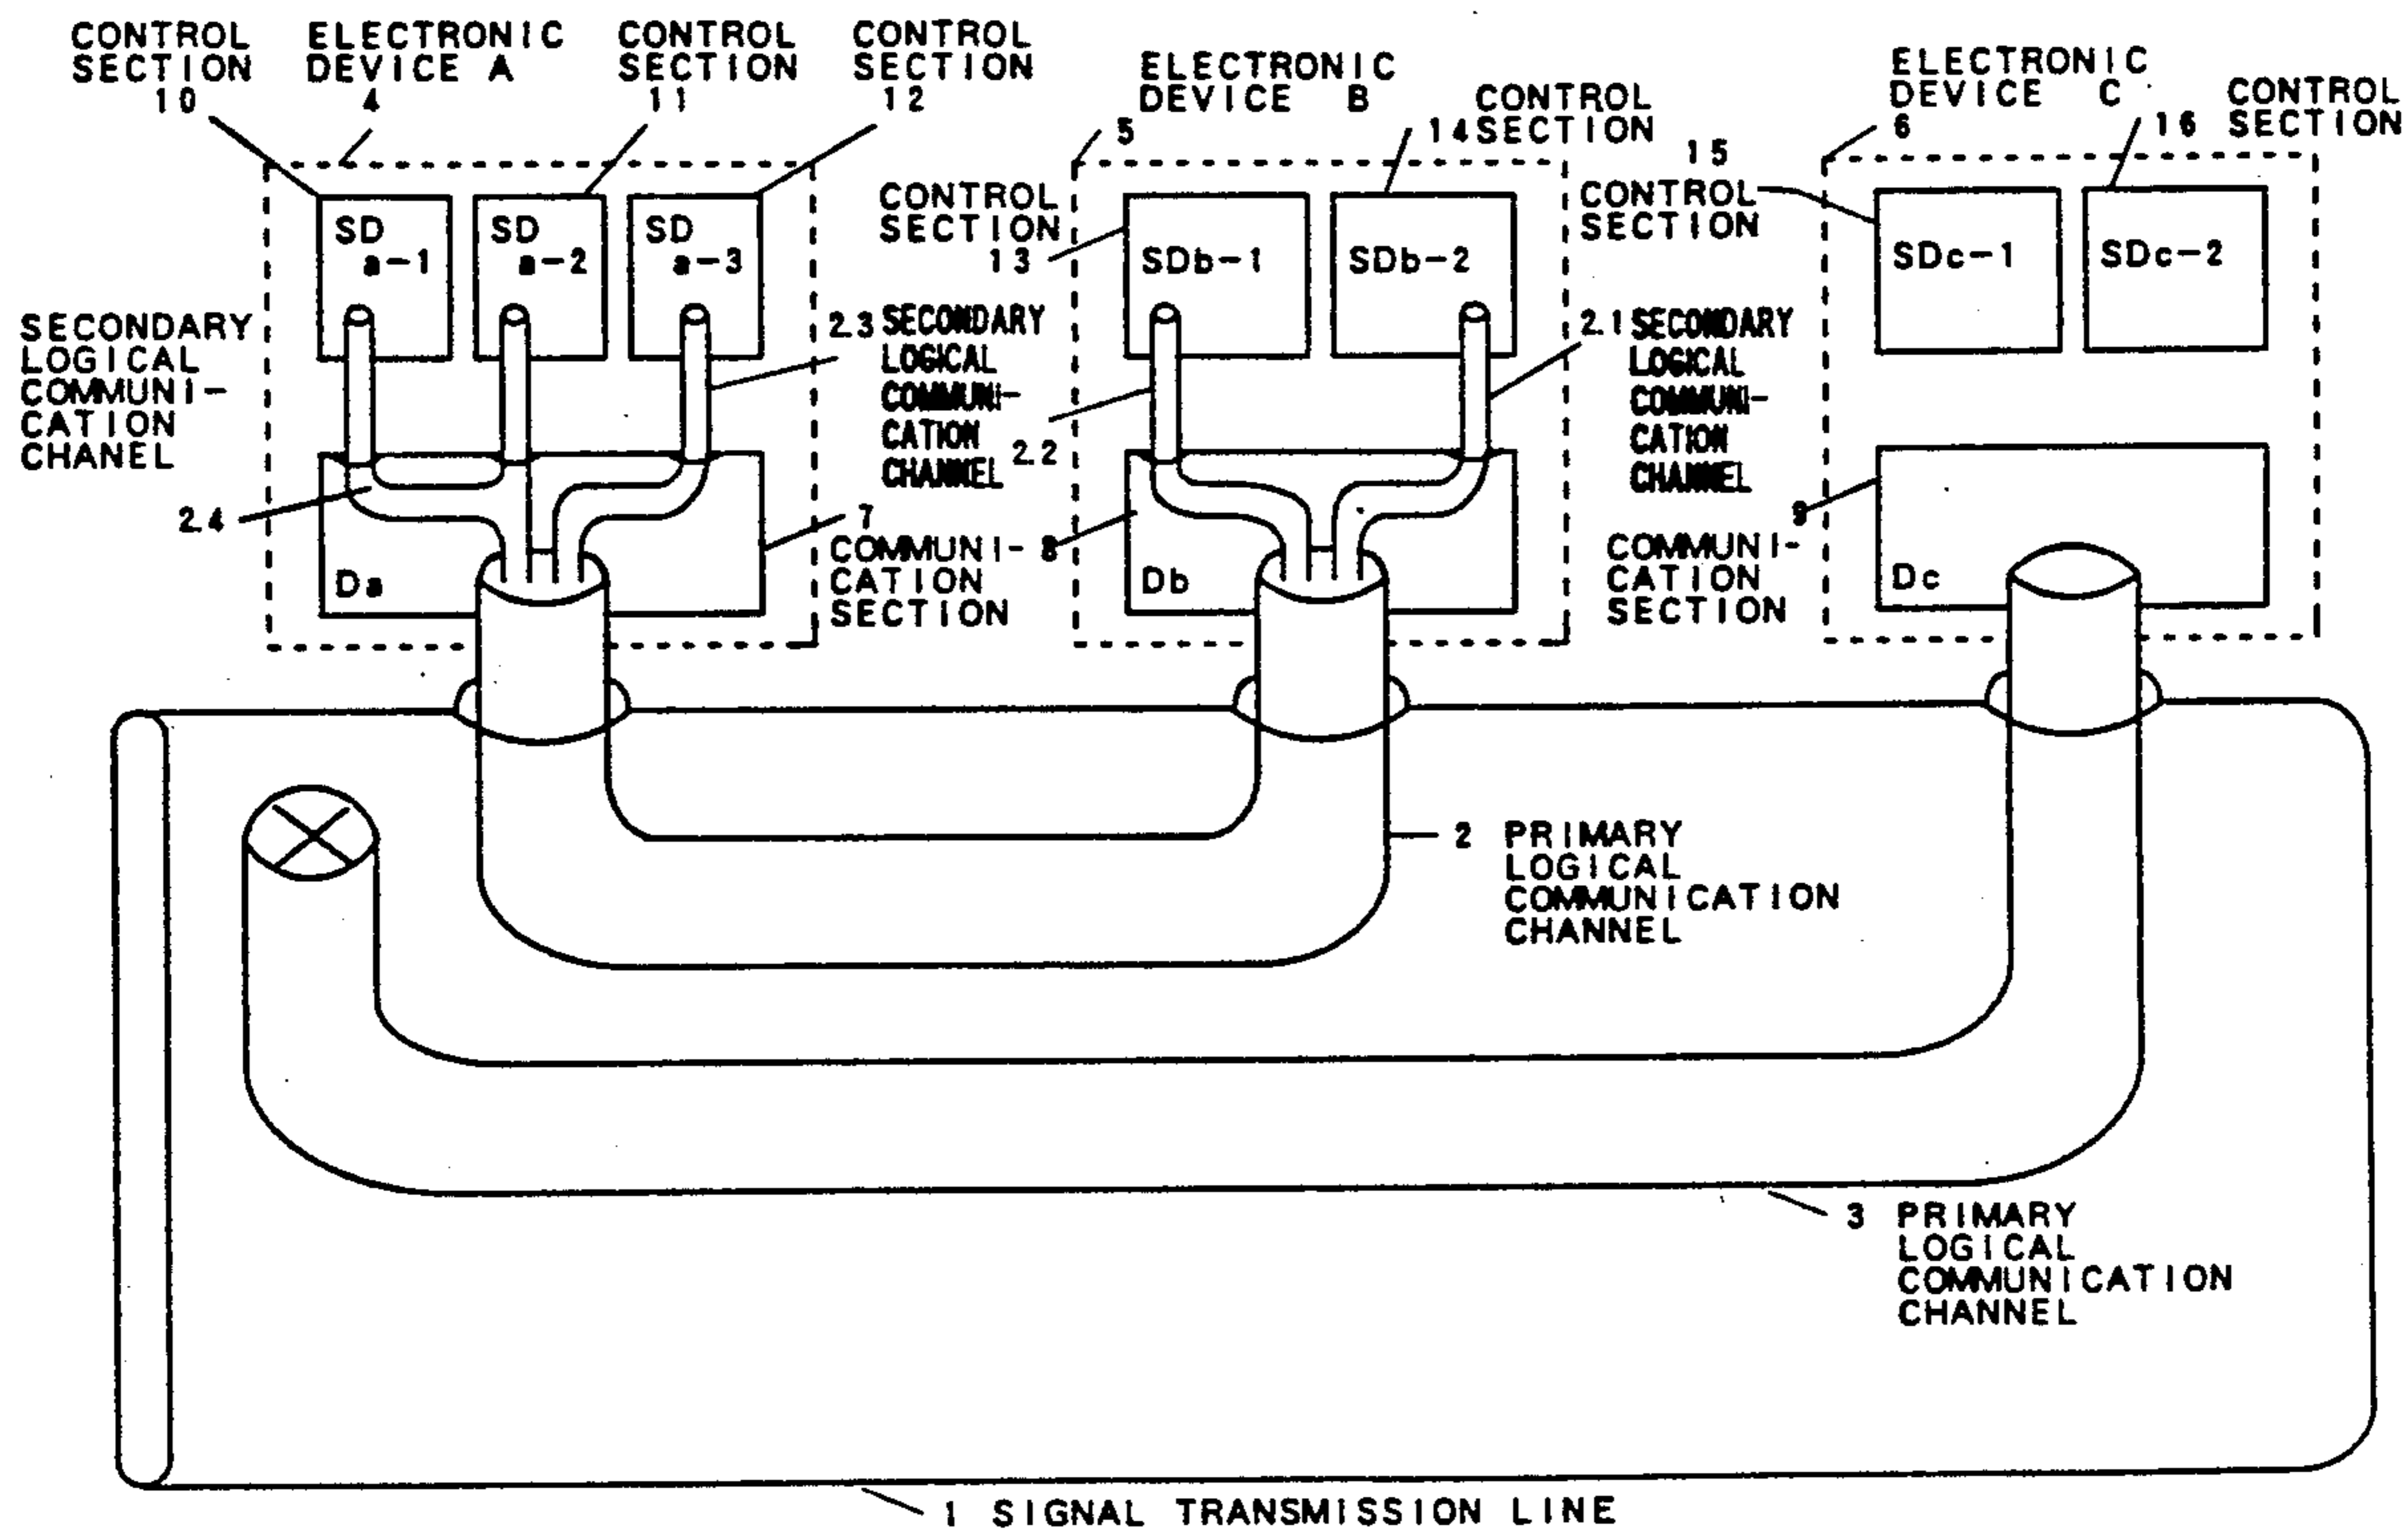 CONTROL
SECTION
10
ELECTRONIC
DEVICE A
4
CONTROL
SECTION
11
CONTROL
SECTION
12
ELECTRONIC
DEVICE B
5
CONTROL
SECTION
14
ELECTRONIC
DEVICE C
6
CONTROL
SECTION
16
15
CONTROL
SECTION
CONTROL
SECTION
13
SD
a-1
SD
a-2
SD
a-3
SDb-1
SDb-2
SDc-1
SDc-2
SECONDARY
LOGICAL
COMMUNI-
CATION
CHANEL
2.4
2.3 SECONDARY
LOGICAL
COMMUNI-
CATION
CHANNEL
2.2
2.1 SECONDARY
LOGICAL
COMMUNI-
CATION
CHANNEL
7
COMMUNI-
CATION
SECTION
8
9
COMMUNI-
CATION
SECTION
Da
Db
Dc
2 PRIMARY
LOGICAL
COMMUNICATION
CHANNEL
3 PRIMARY
LOGICAL
COMMUNICATION
CHANNEL
1 SIGNAL TRANSMISSION LINE